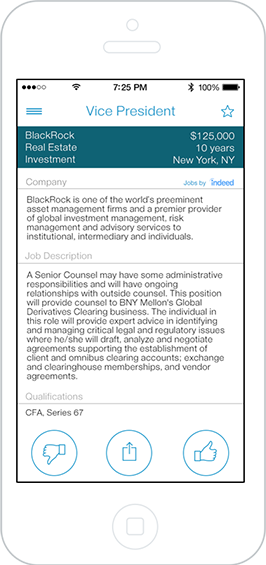 7:25 PM 100%
Vice President
BlackRock $125,000
Real Estate 10 years
Investment New York, NY
Company Jobs by indeed
BlackRock is one of the world's preeminent
asset management firms and a premier provider
of global investment management, risk
management and advisory services to
institutional, intermediary and individuals.
Job Description
A Senior Counsel may have some administrative
responsibilities and will have ongoing
relationships with outside counsel. This position
will provide counsel to BNY Mellon's Global
Derivatives Clearing business. The individual in
this role will provide expert advice in identifying
and managing critical legal and regulatory issues
where he/she will draft, analyze and negotiate
agreements supporting the establishment of
client and omnibus clearing accounts; exchange
and clearinghouse memberships, and vendor
agreements.
Qualifications
CFA, Series 67